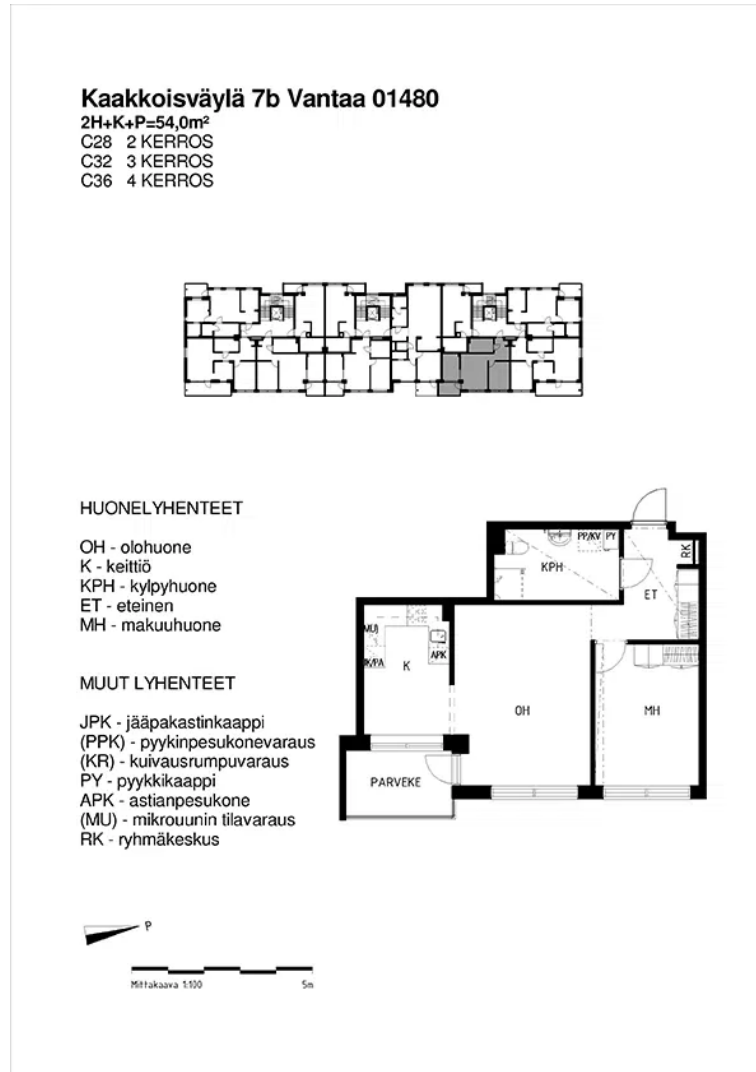 Kaakkoisväylä 7b Vantaa 01480
2H+K+P=54,0m²
C28 2 KERROS
C32 3 KERROS
C36 4 KERROS
HUONELYHENTEET
OH - olohuone
K - keittiö
KPH - kylpyhuone
ET - eteinen
MH - makuuhuone
MUUT LYHENTEET
JPK - jääpakastinkaappi
(PPK) - pyykinpesukonevaraus
(KR) - kuivausrumpuvaraus
PY - pyykkikaappi
APK - astianpesukone
(MU) - mikrouunin tilavaraus
RK - ryhmäkeskus
PP/KV PY
KPH
RK
ET
MU)
JK/PA
K
APK
OH
MH
PARVEKE
P
Mittakaava 1:100 5m